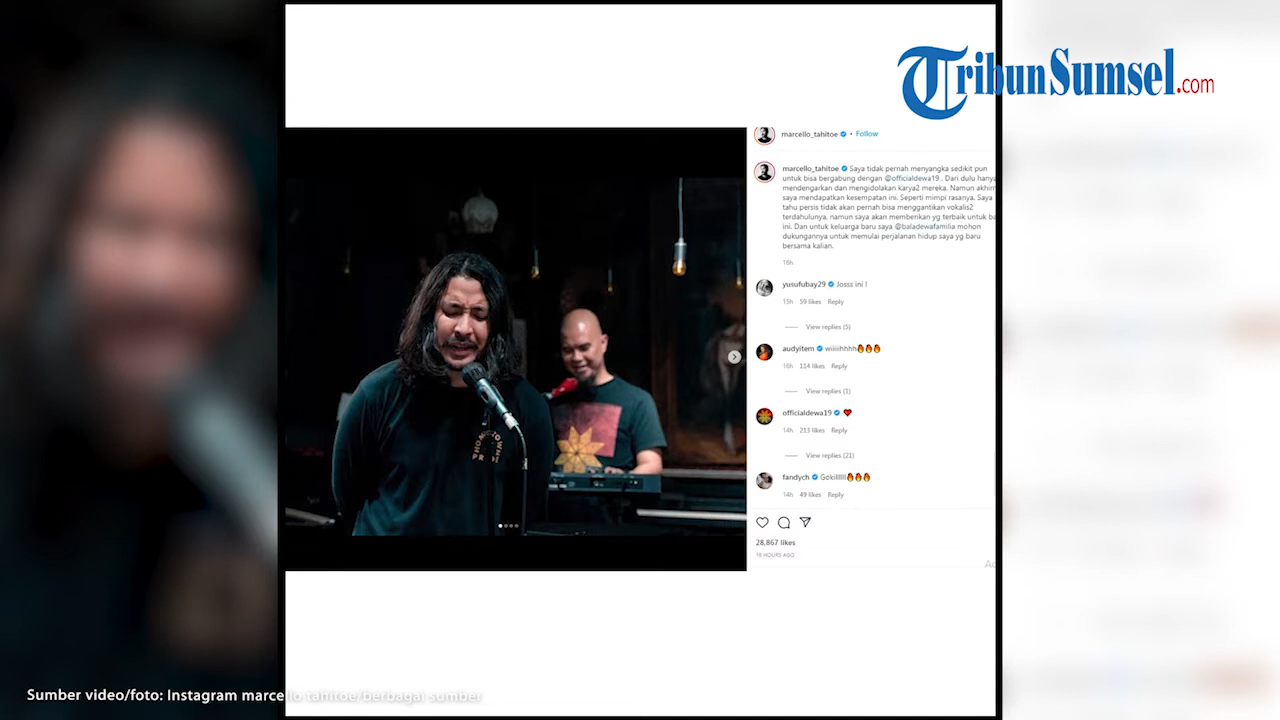 TribunSumsel.com
marcello_tahitoe • Follow
marcello_tahitoe Saya tidak pernah menyangka sedikit pun
untuk bisa bergabung dengan @officialdewa19 . Dari dulu hanya
mendengarkan dan mengidolakan karya2 mereka. Namun akhirn
saya mendapatkan kesempatan ini. Seperti mimpi rasanya. Saya
tahu persis tidak akan pernah bisa menggantikan vokalis2
terdahulunya, namun saya akan memberikan yg terbaik untuk ba
ini. Dan untuk keluarga baru saya @baladewafamilia mohon
dukungannya untuk memulai perjalanan hidup saya yg baru
bersama kalian.
16h
yusufubay29 Josss ini !
15h 59 likes Reply
View replies (5)
audyitem wiiiiihhhh🔥🔥🔥
16h 114 likes Reply
View replies (1)
officialdewa19 ❤️
14h 213 likes Reply
View replies (21)
fandych Gokillllll🔥🔥🔥
14h 49 likes Reply
28,867 likes
16 HOURS AGO
Ac
Sumber video/foto: Instagram marcello tahitoe/berbagai sumber